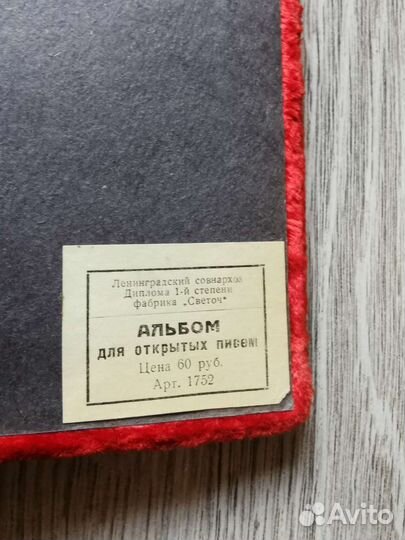 Ленинградский совнархоз
Диплома 1-й степени
фабрика „Светоч"
АЛЬБОМ
для открытых писем
Цена 60 руб.
Арт. 1752
Avito